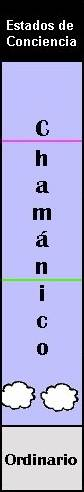 Estados de
Conciencia
C
h
a
m
á
n
i
c
o
Ordinario